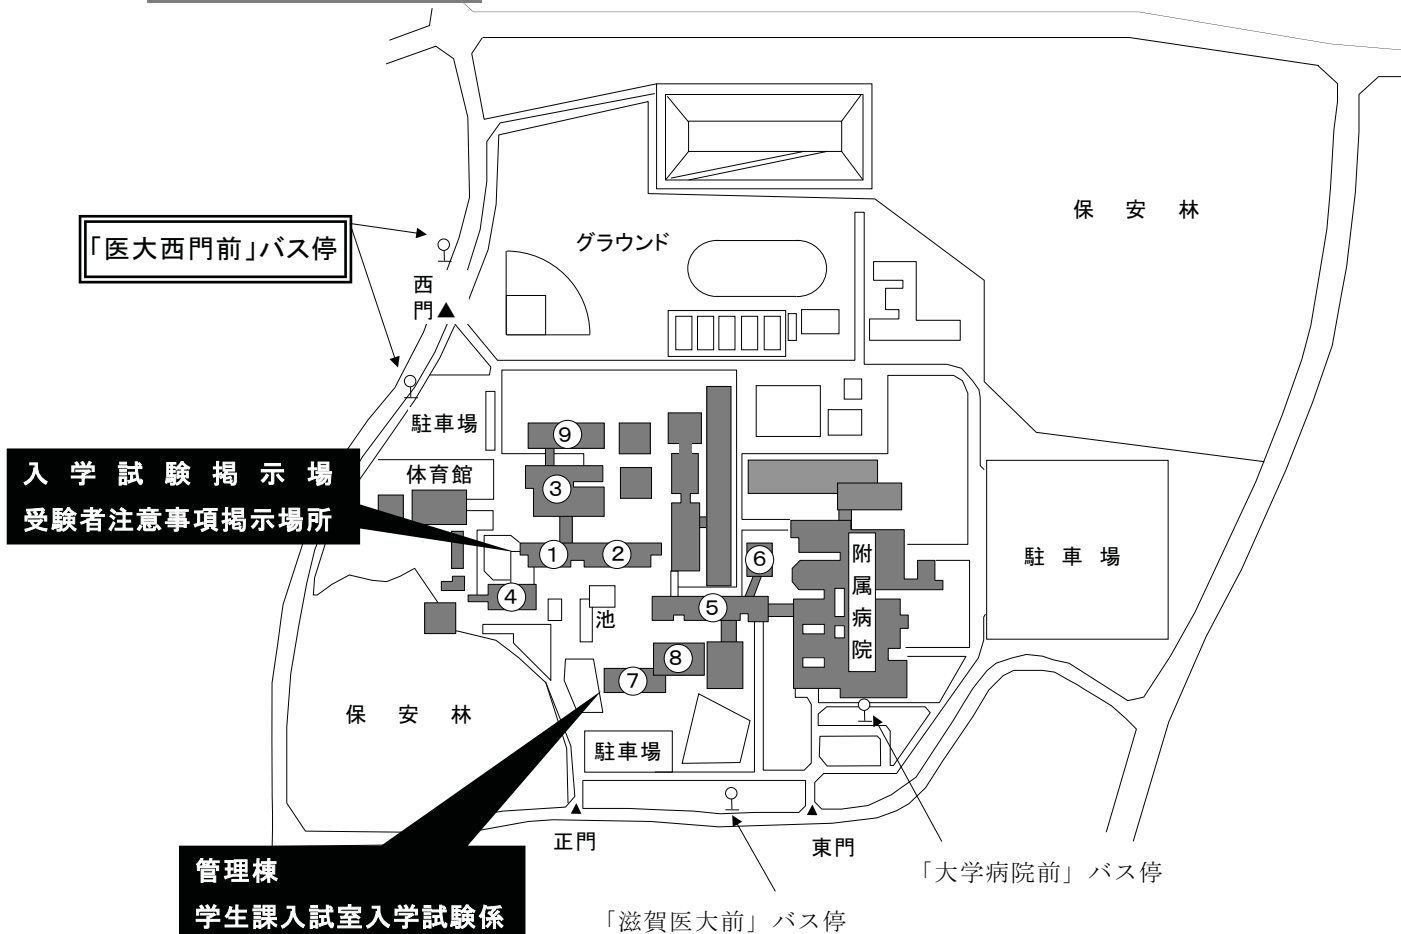 保安林
グラウンド
「医大西門前」バス停
西門
駐車場
体育館
入学試験掲示場
受験者注意事項掲示場所
⑨
③
①
②
④
⑥
⑤
⑧
⑦
池
附属病院
駐車場
保安林
駐車場
正門
東門
管理棟
学生課入試室入学試験係
「大学病院前」バス停
「滋賀医大前」バス停